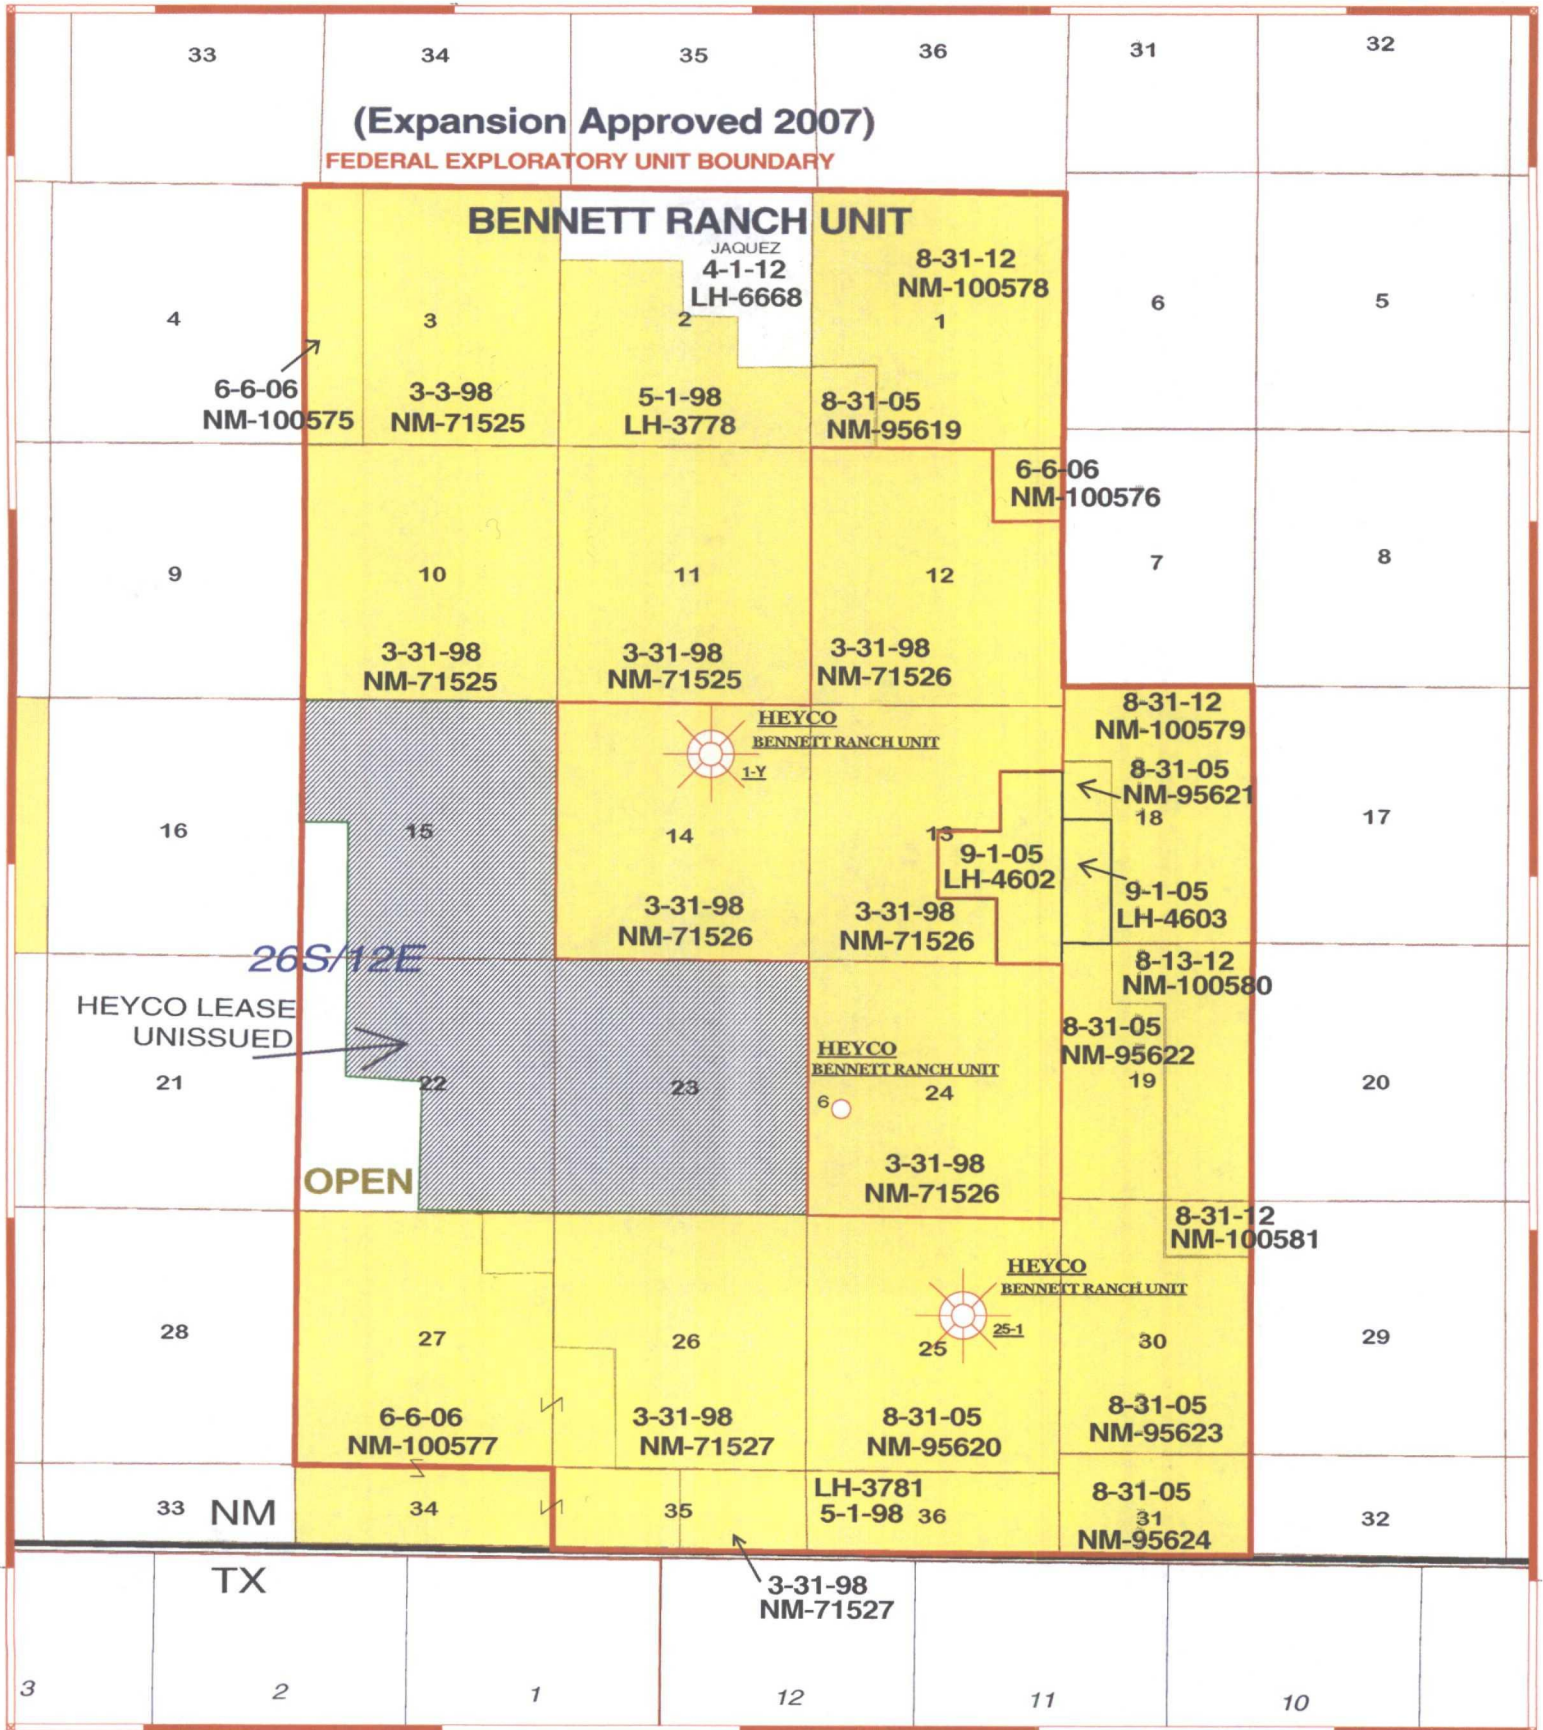 33
34
35
36
31
32
(Expansion Approved 2007)
FEDERAL EXPLORATORY UNIT BOUNDARY
BENNETT RANCH UNIT
JAQUEZ
4-1-12
LH-6668
8-31-12
NM-100578
4
3
2
1
6
5
6-6-06
NM-100575
3-3-98
NM-71525
5-1-98
LH-3778
8-31-05
NM-95619
6-6-06
NM-100576
9
10
11
12
7
8
3-31-98
NM-71525
3-31-98
NM-71525
3-31-98
NM-71526
8-31-12
NM-100579
HEYCO
BENNETT RANCH UNIT
1-Y
8-31-05
NM-95621
16
15
14
13
18
17
9-1-05
LH-4602
9-1-05
LH-4603
3-31-98
NM-71526
3-31-98
NM-71526
26S/12E
8-13-12
NM-100580
HEYCO LEASE
UNISSUED
8-31-05
NM-95622
HEYCO
BENNETT RANCH UNIT
6
21
22
23
24
19
20
OPEN
3-31-98
NM-71526
8-31-12
NM-100581
HEYCO
BENNETT RANCH UNIT
25-1
28
27
26
25
30
29
6-6-06
NM-100577
3-31-98
NM-71527
8-31-05
NM-95620
8-31-05
NM-95623
33
NM
34
35
LH-3781
5-1-98
36
8-31-05
31
NM-95624
32
TX
3-31-98
NM-71527
3
2
1
12
11
10